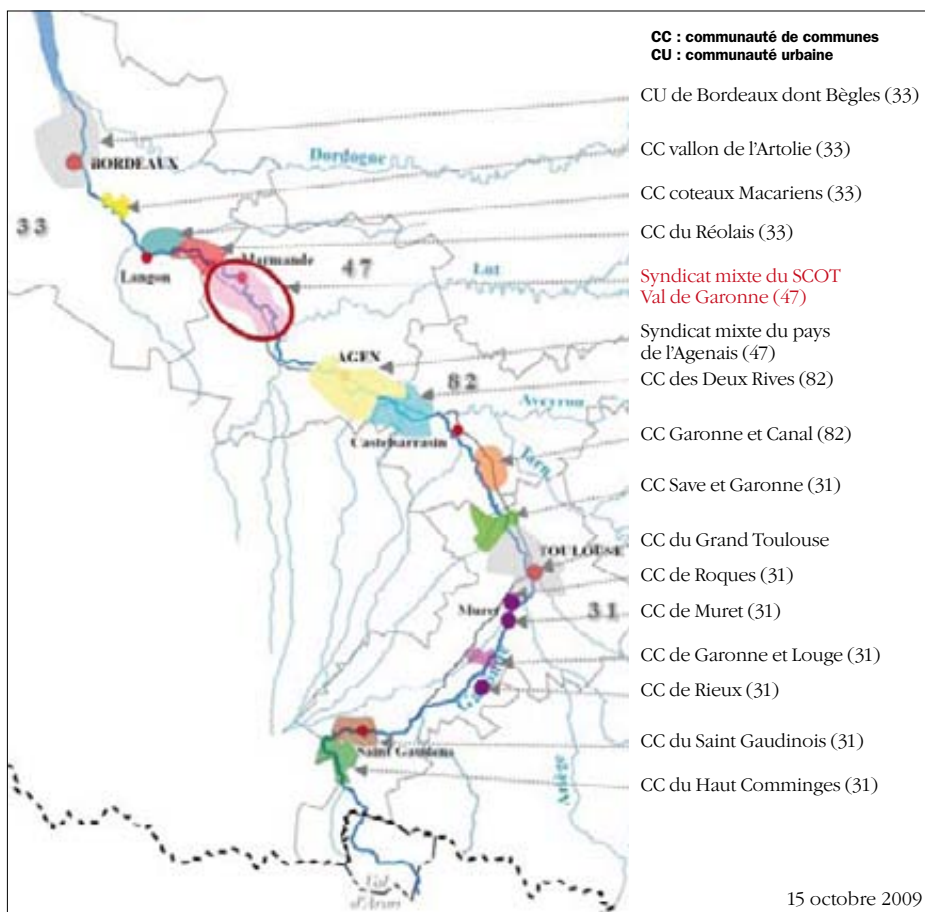 CC : communauté de communes
CU : communauté urbaine
CU de Bordeaux dont Bègles (33)
CC vallon de l'Artolie (33)
CC coteaux Macariens (33)
CC du Réolais (33)
Syndicat mixte du SCOT
Val de Garonne (47)
Syndicat mixte du pays
de l'Agenais (47)
CC des Deux Rives (82)
CC Garonne et Canal (82)
CC Save et Garonne (31)
CC du Grand Toulouse
CC de Roques (31)
CC de Muret (31)
CC de Garonne et Louge (31)
CC de Rieux (31)
CC du Saint Gaudinois (31)
CC du Haut Comminges (31)
15 octobre 2009
BORDEAUX
Dordogne
33
Langon
Marmande
47
Lot
AGEN
82
Aveyron
Castelsarrasin
Tarn
TOULOUSE
Muret
31
Garonne
Saint Gaudens
Ariège
Val
d'Aran